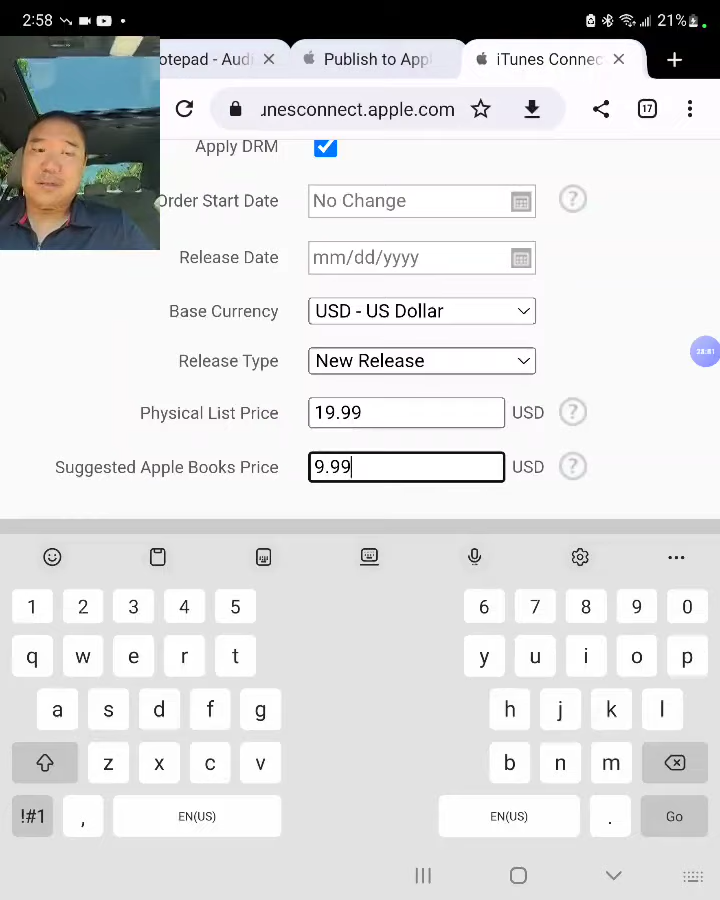 2:58
21%
otepad - Audi
Publish to Appl
iTunes Connec
unesconnect.apple.com
17
Apply DRM
Order Start Date
No Change
?
Release Date
mm/dd/yyyy
Base Currency
USD - US Dollar
Release Type
New Release
Physical List Price
19.99
USD
?
Suggested Apple Books Price
9.99
USD
?
1 2 3 4 5 6 7 8 9 0
q w e r t y u i o p
a s d f g h j k l
z x c v b n m
!#1 , EN(US) EN(US) . Go